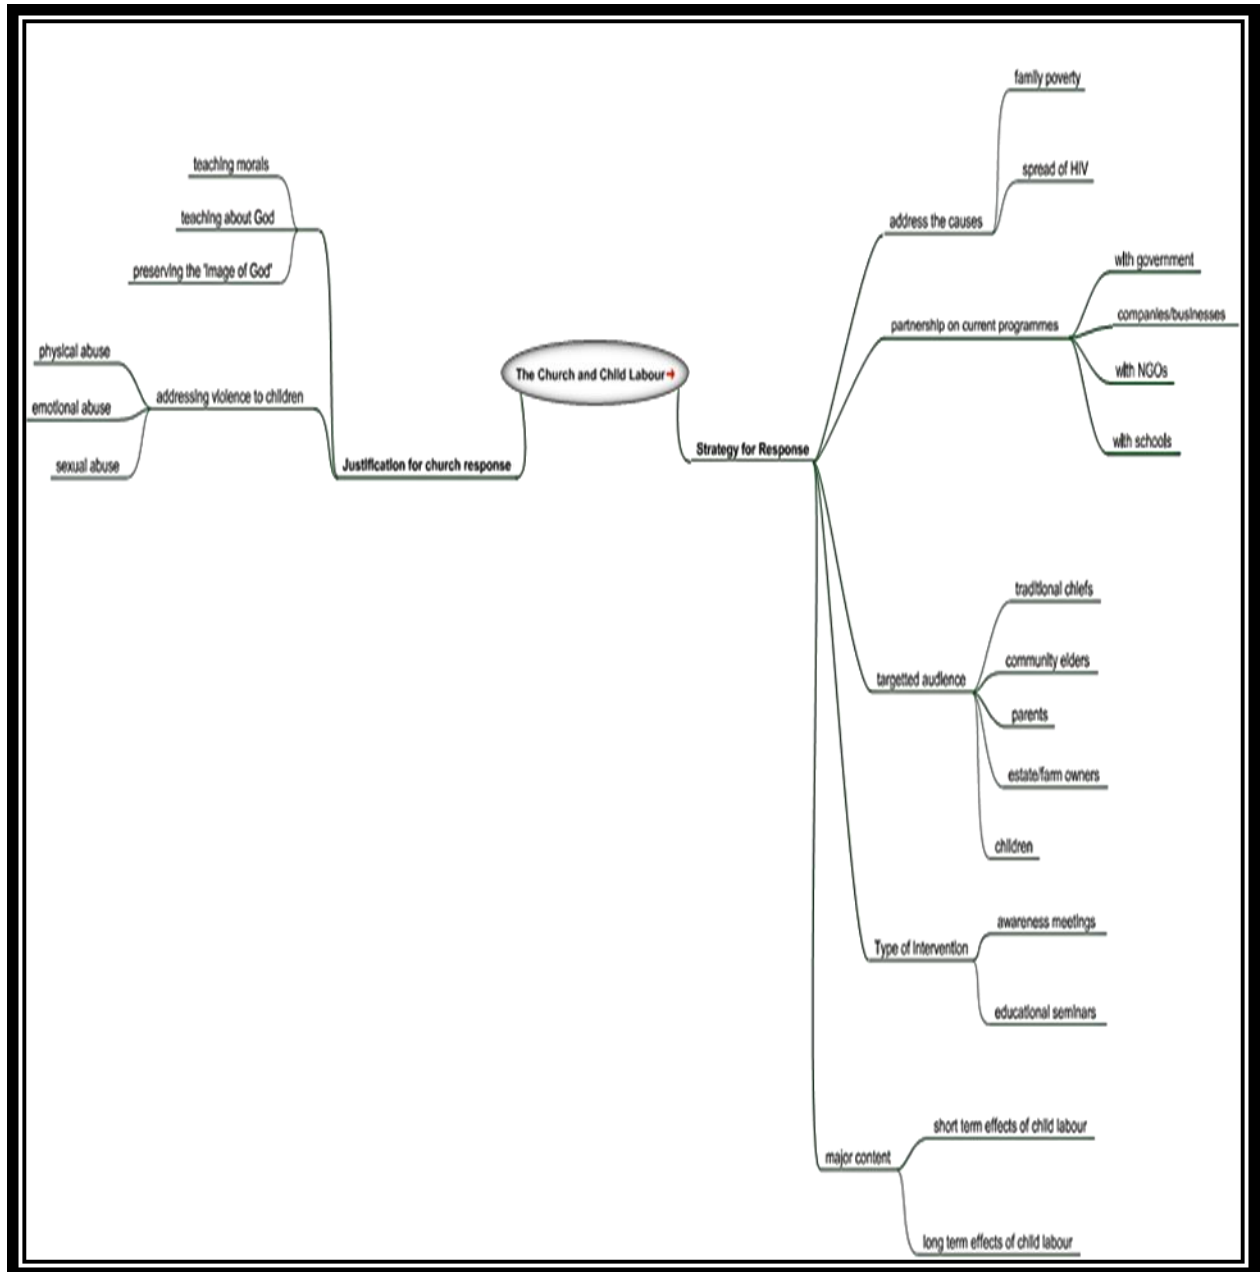 The Church and Child Labour
Justification for church response
teaching morals
teaching about God
preserving the 'image of God'
addressing violence to children
physical abuse
emotional abuse
sexual abuse
Strategy for Response
address the causes
family poverty
spread of HIV
partnership on current programmes
with government
companies/businesses
with NGOs
with schools
targetted audience
traditional chiefs
community elders
parents
estate/farm owners
children
Type of intervention
awareness meetings
educational seminars
major content
short term effects of child labour
long term effects of child labour